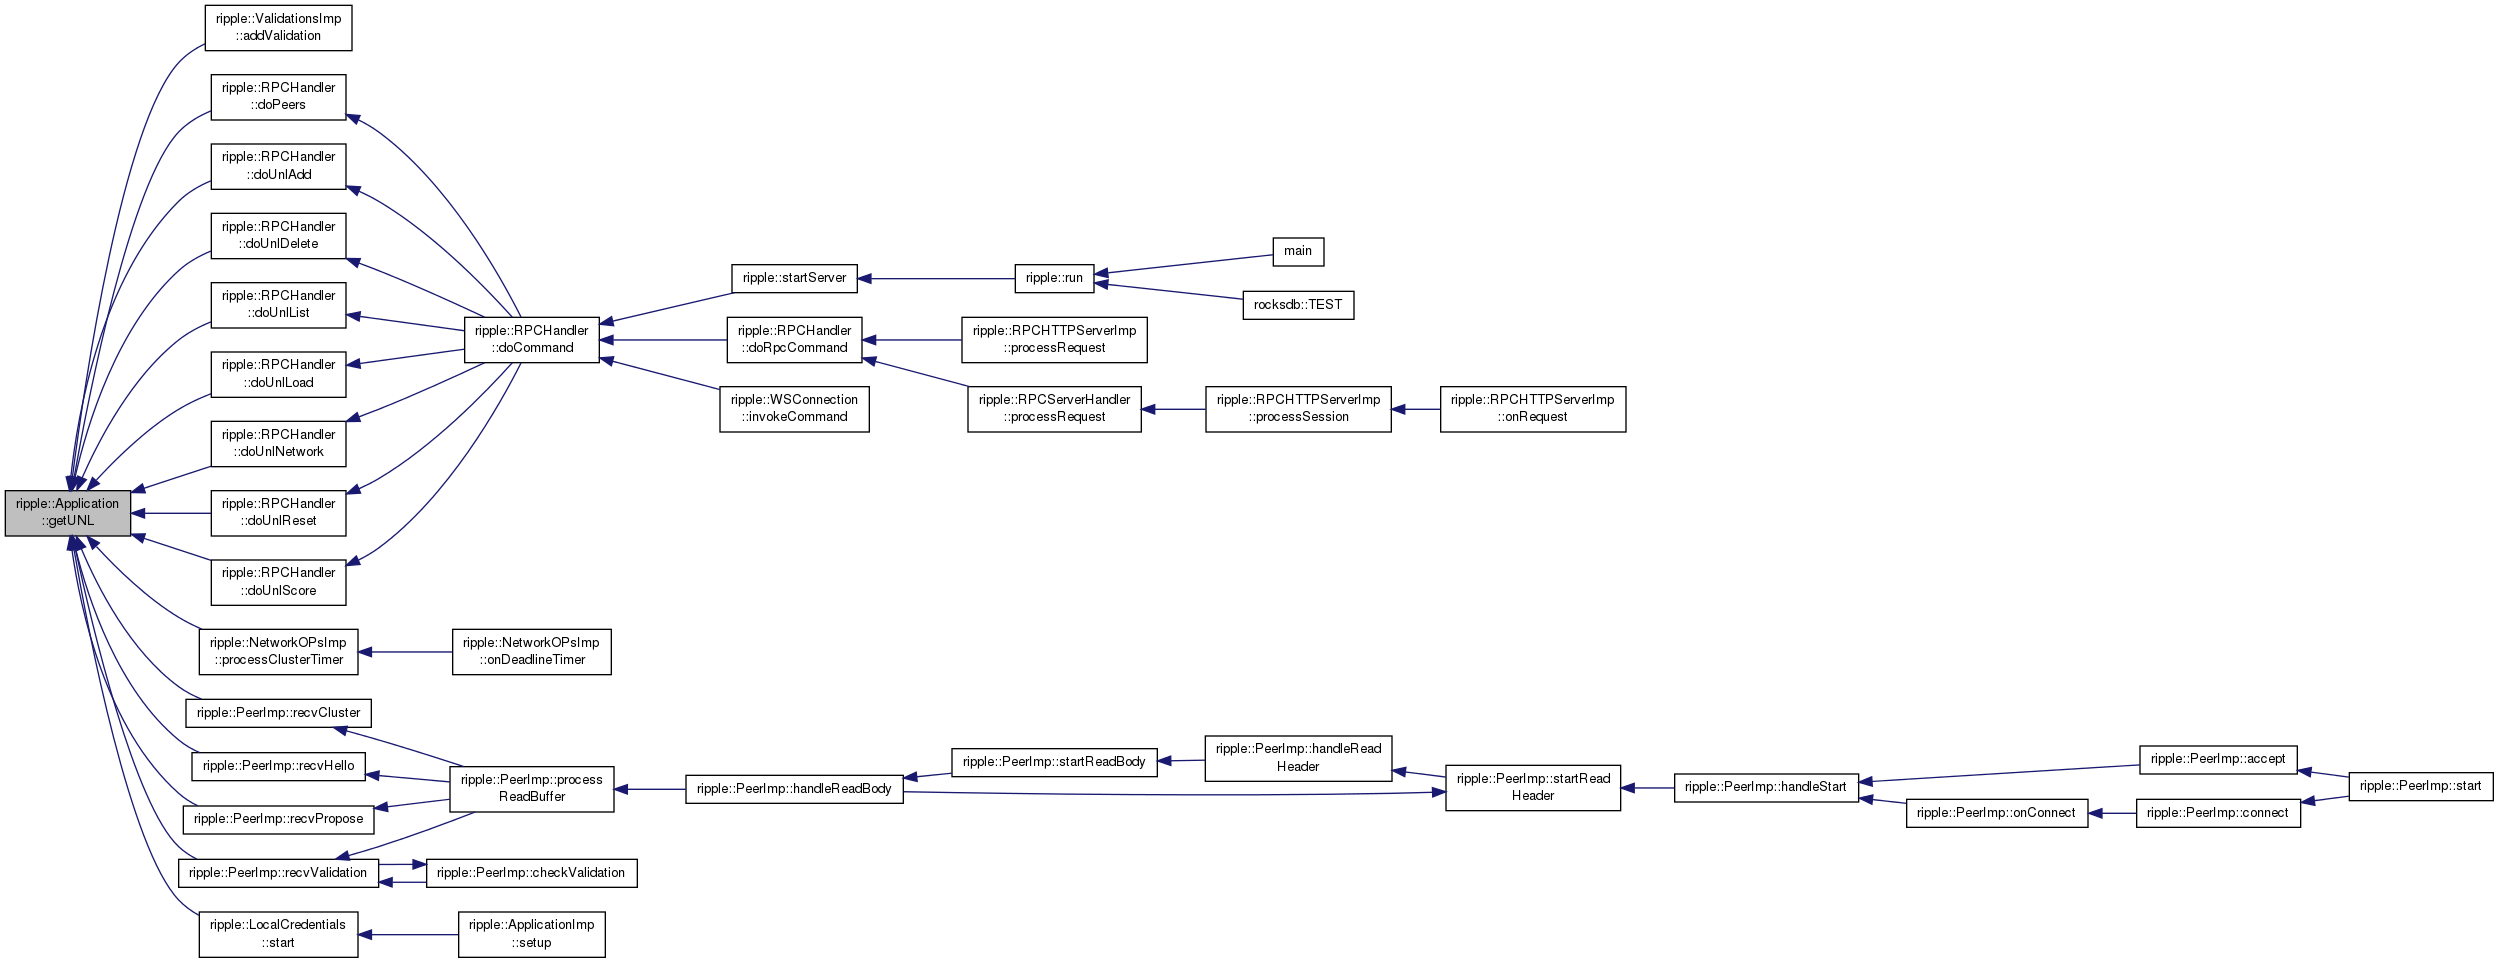 ripple::ValidationsImp
::addValidation
ripple::RPCHandler
::doPeers
ripple::RPCHandler
::doUnlAdd
ripple::RPCHandler
::doUnlDelete
ripple::RPCHandler
::doUnlList
ripple::RPCHandler
::doUnlLoad
ripple::RPCHandler
::doUnlNetwork
ripple::Application
::getUNL
ripple::RPCHandler
::doUnlReset
ripple::RPCHandler
::doUnlScore
ripple::NetworkOPsImp
::processClusterTimer
ripple::PeerImp::recvCluster
ripple::PeerImp::recvHello
ripple::PeerImp::recvPropose
ripple::PeerImp::recvValidation
ripple::LocalCredentials
::start
ripple::RPCHandler
::doCommand
ripple::NetworkOPsImp
::onDeadlineTimer
ripple::PeerImp::process
ReadBuffer
ripple::PeerImp::checkValidation
ripple::ApplicationImp
::setup
ripple::startServer
ripple::RPCHandler
::doRpcCommand
ripple::WSConnection
::invokeCommand
ripple::PeerImp::handleReadBody
ripple::run
ripple::RPCHTTPServerImp
::processRequest
ripple::RPCServerHandler
::processRequest
ripple::PeerImp::startReadBody
main
rocksdb::TEST
ripple::RPCHTTPServerImp
::processSession
ripple::PeerImp::handleRead
Header
ripple::RPCHTTPServerImp
::onRequest
ripple::PeerImp::startRead
Header
ripple::PeerImp::handleStart
ripple::PeerImp::onConnect
ripple::PeerImp::accept
ripple::PeerImp::connect
ripple::PeerImp::start